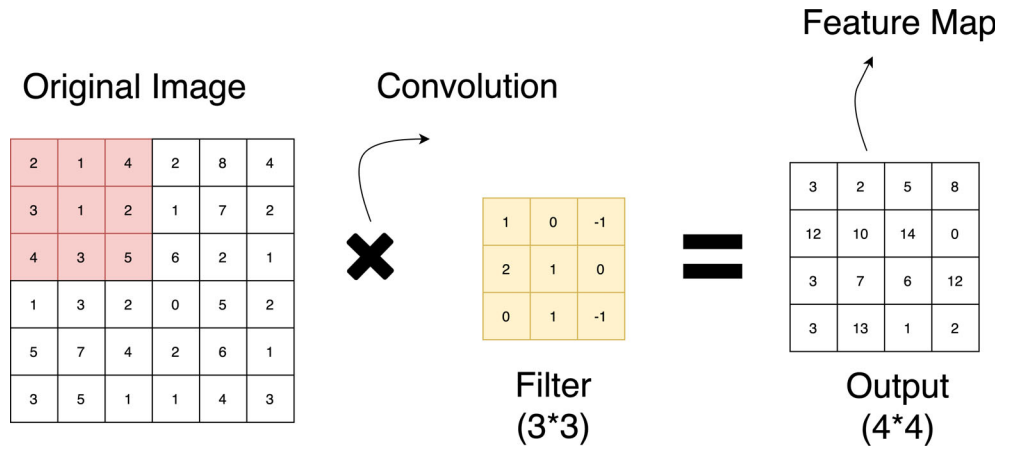 Feature Map
Original Image
Convolution
2 1 4 2 8 4
3 1 2 1 7 2
4 3 5 6 2 1
1 3 2 0 5 2
5 7 4 2 6 1
3 5 1 1 4 3
1 0 -1
2 1 0
0 1 -1
Filter
(3*3)
3 2 5 8
12 10 14 0
3 7 6 12
3 13 1 2
Output
(4*4)